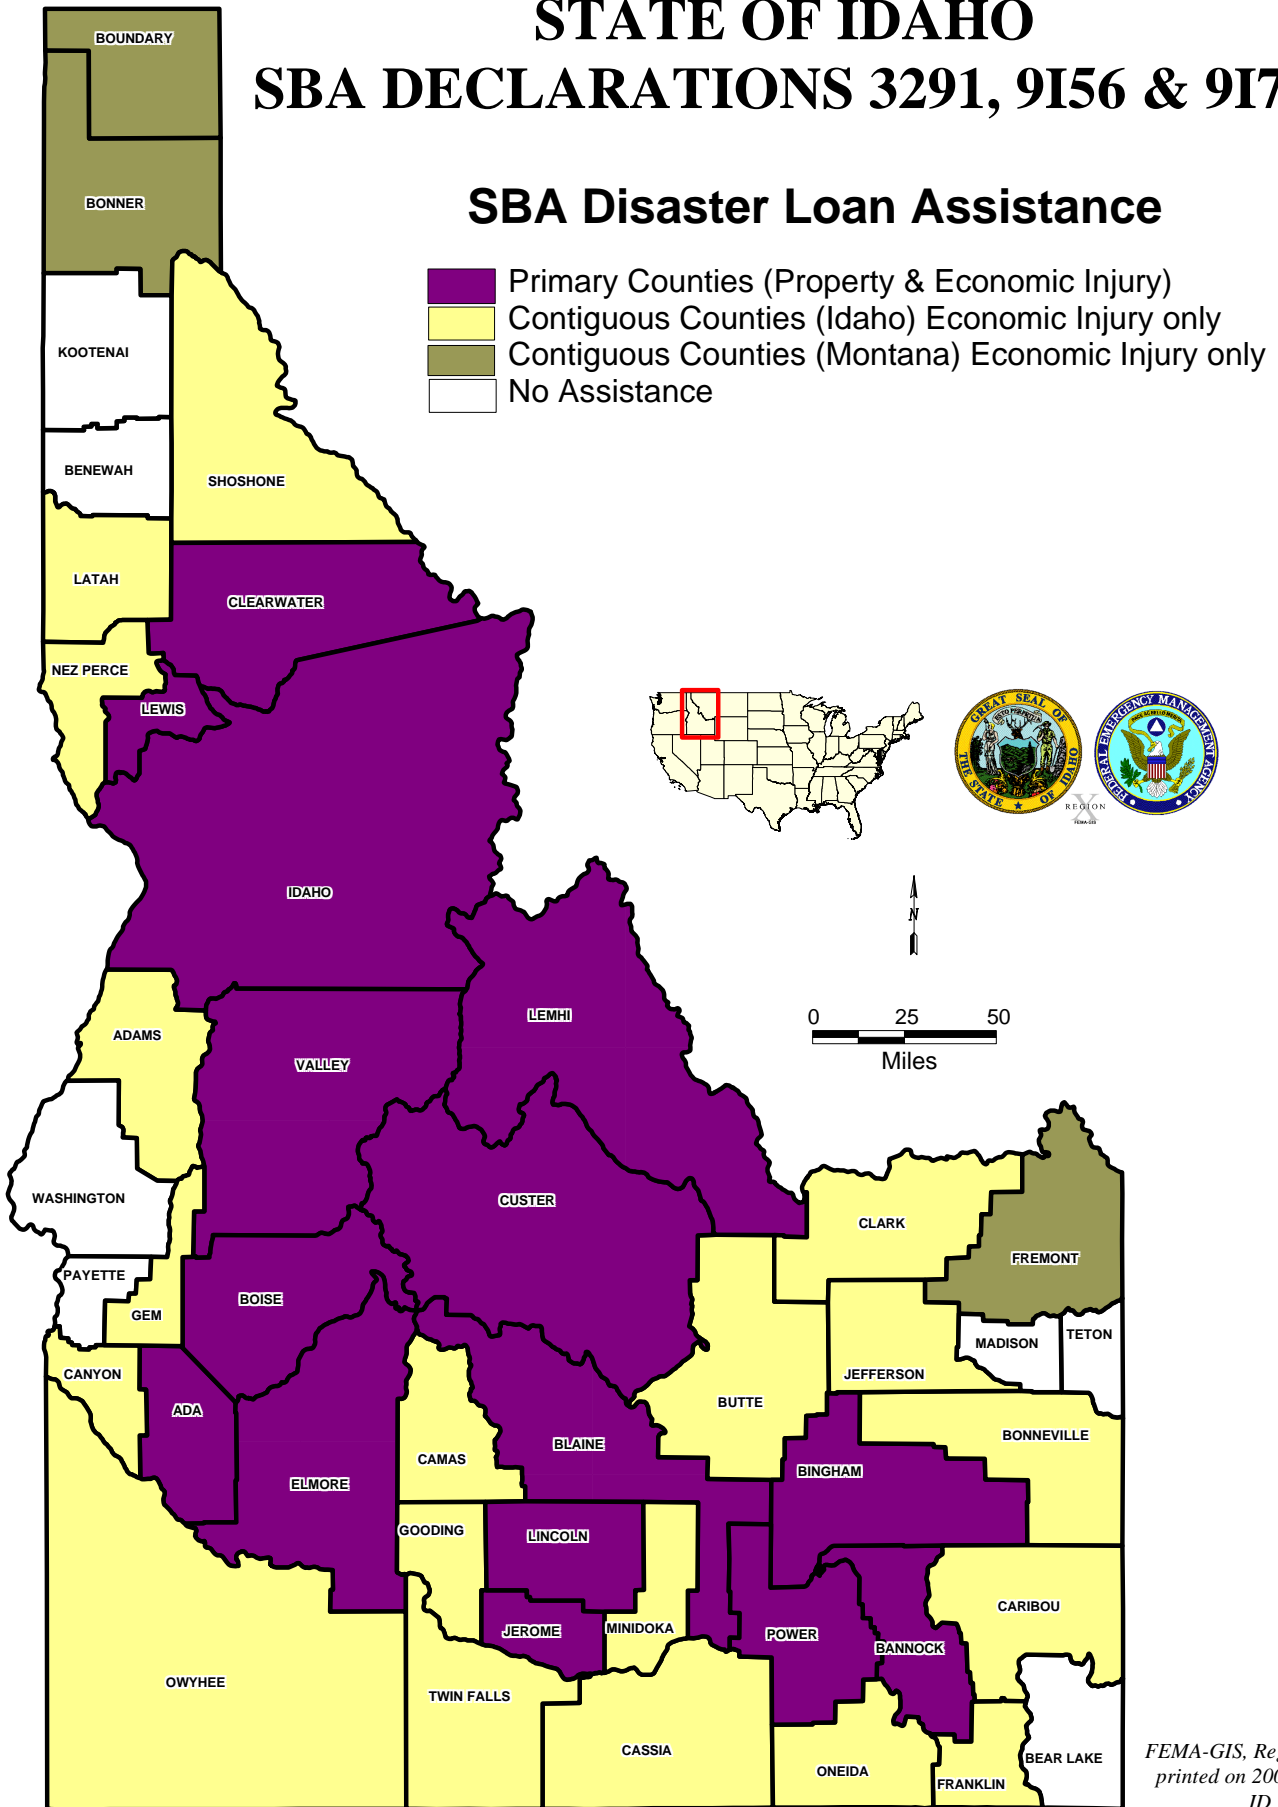 STATE OF IDAHO
SBA DECLARATIONS 3291, 9I56 & 9I7
SBA Disaster Loan Assistance
Primary Counties (Property & Economic Injury)
Contiguous Counties (Idaho) Economic Injury only
Contiguous Counties (Montana) Economic Injury only
No Assistance
BOUNDARY
BONNER
KOOTENAI
BENEWAH
SHOSHONE
LATAH
CLEARWATER
NEZ PERCE
LEWIS
GREAT SEAL OF
THE STATE OF IDAHO
FEDERAL EMERGENCY MANAGEMENT AGENCY
X
REGION
FEMA-GIS
IDAHO
N
LEMHI
0 25 50
Miles
ADAMS
VALLEY
WASHINGTON
CUSTER
CLARK
FREMONT
PAYETTE
GEM
BOISE
MADISON
TETON
CANYON
JEFFERSON
ADA
BUTTE
BONNEVILLE
BLAINE
CAMAS
BINGHAM
ELMORE
GOODING
LINCOLN
CARIBOU
JEROME
MINIDOKA
POWER
BANNOCK
OWYHEE
TWIN FALLS
CASSIA
ONEIDA
FRANKLIN
BEAR LAKE
FEMA-GIS, Reg
printed on 200
ID